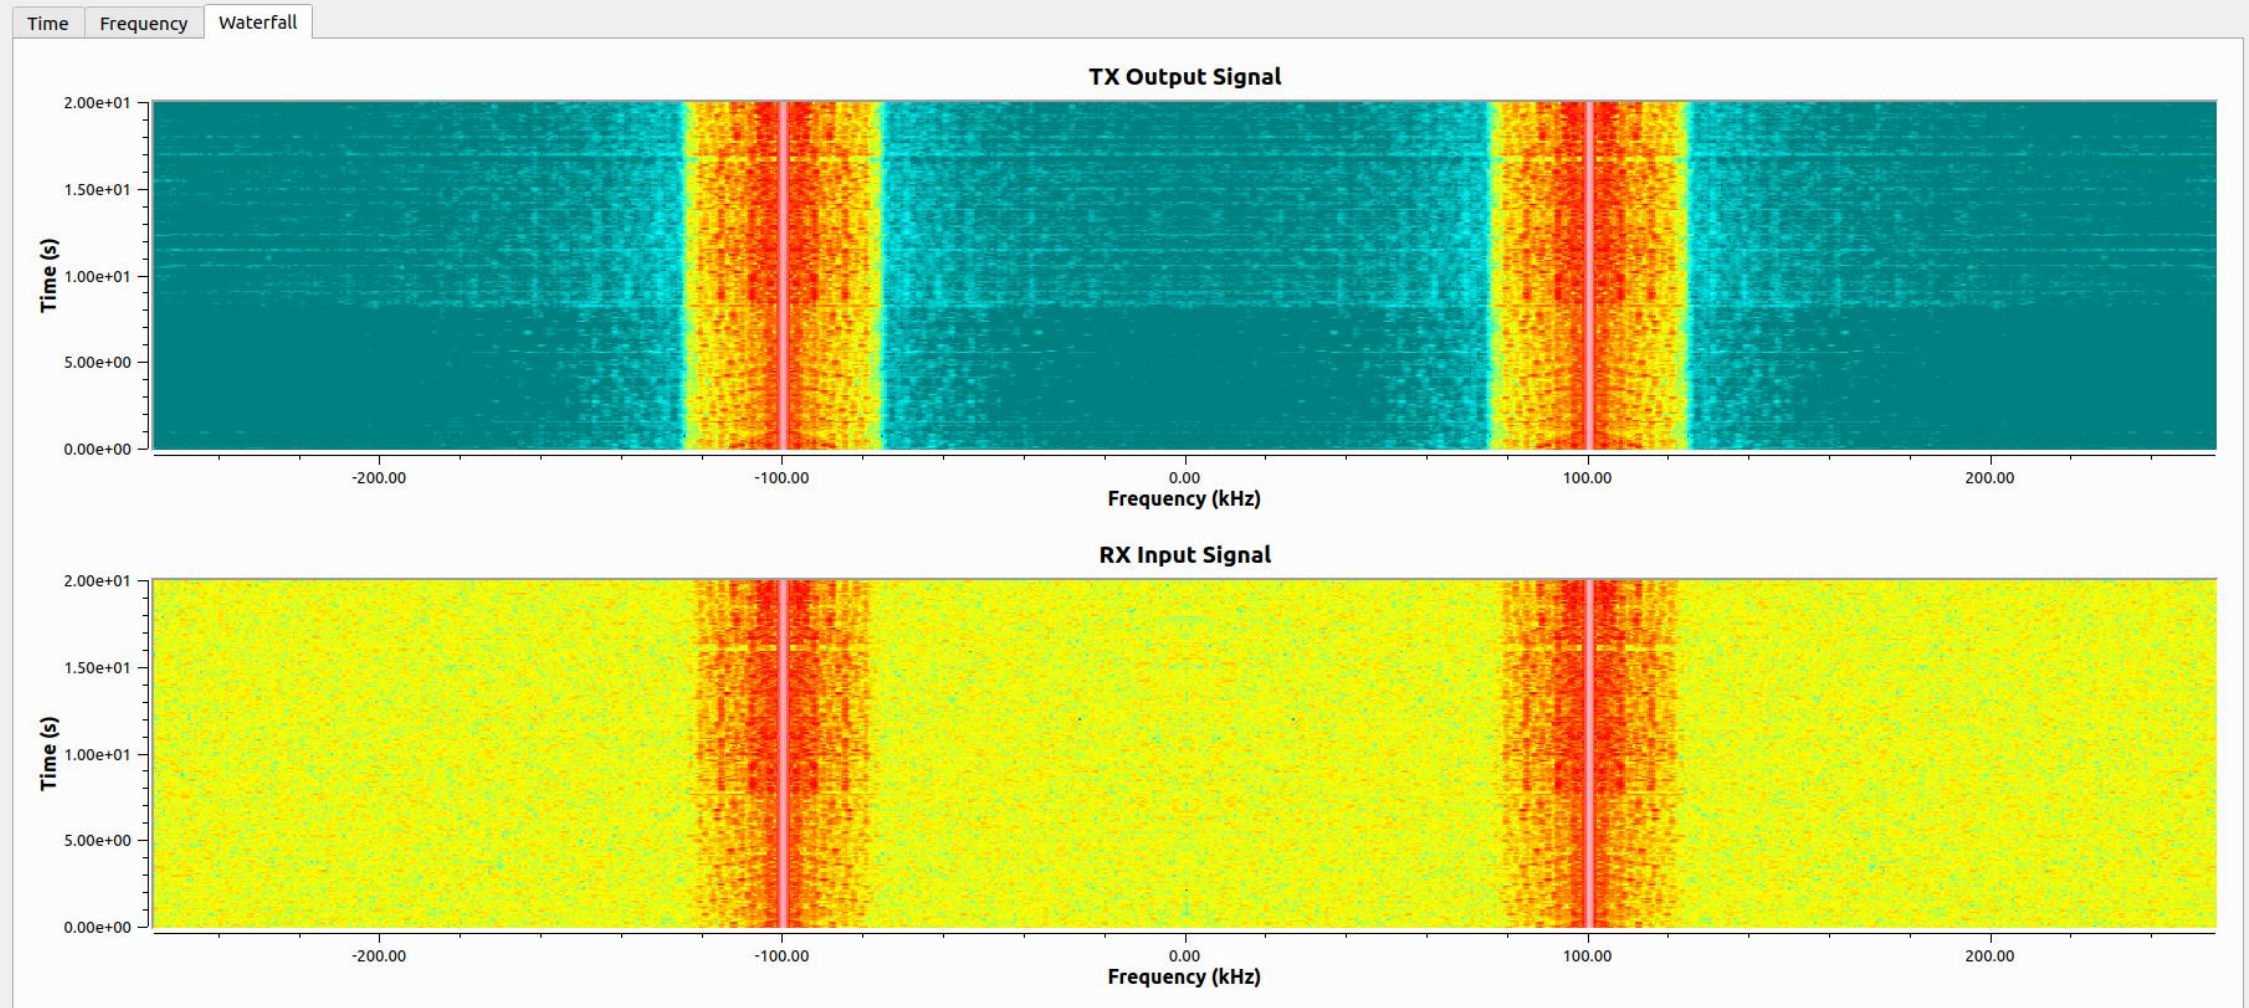 Time Frequency Waterfall
TX Output Signal
2.00e+01
1.50e+01
1.00e+01
5.00e+00
0.00e+00
Time (s)
-200.00 -100.00 0.00 100.00 200.00
Frequency (kHz)
RX Input Signal
2.00e+01
1.50e+01
1.00e+01
5.00e+00
0.00e+00
Time (s)
-200.00 -100.00 0.00 100.00 200.00
Frequency (kHz)